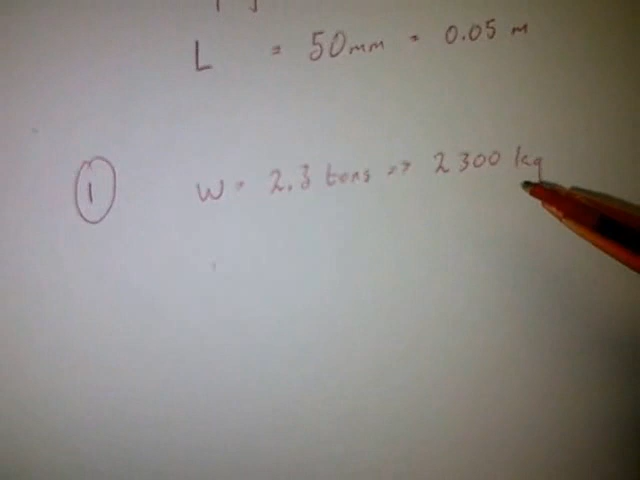 L = 50mm = 0.05 m
1 W = 2.3 tons => 2300 kg